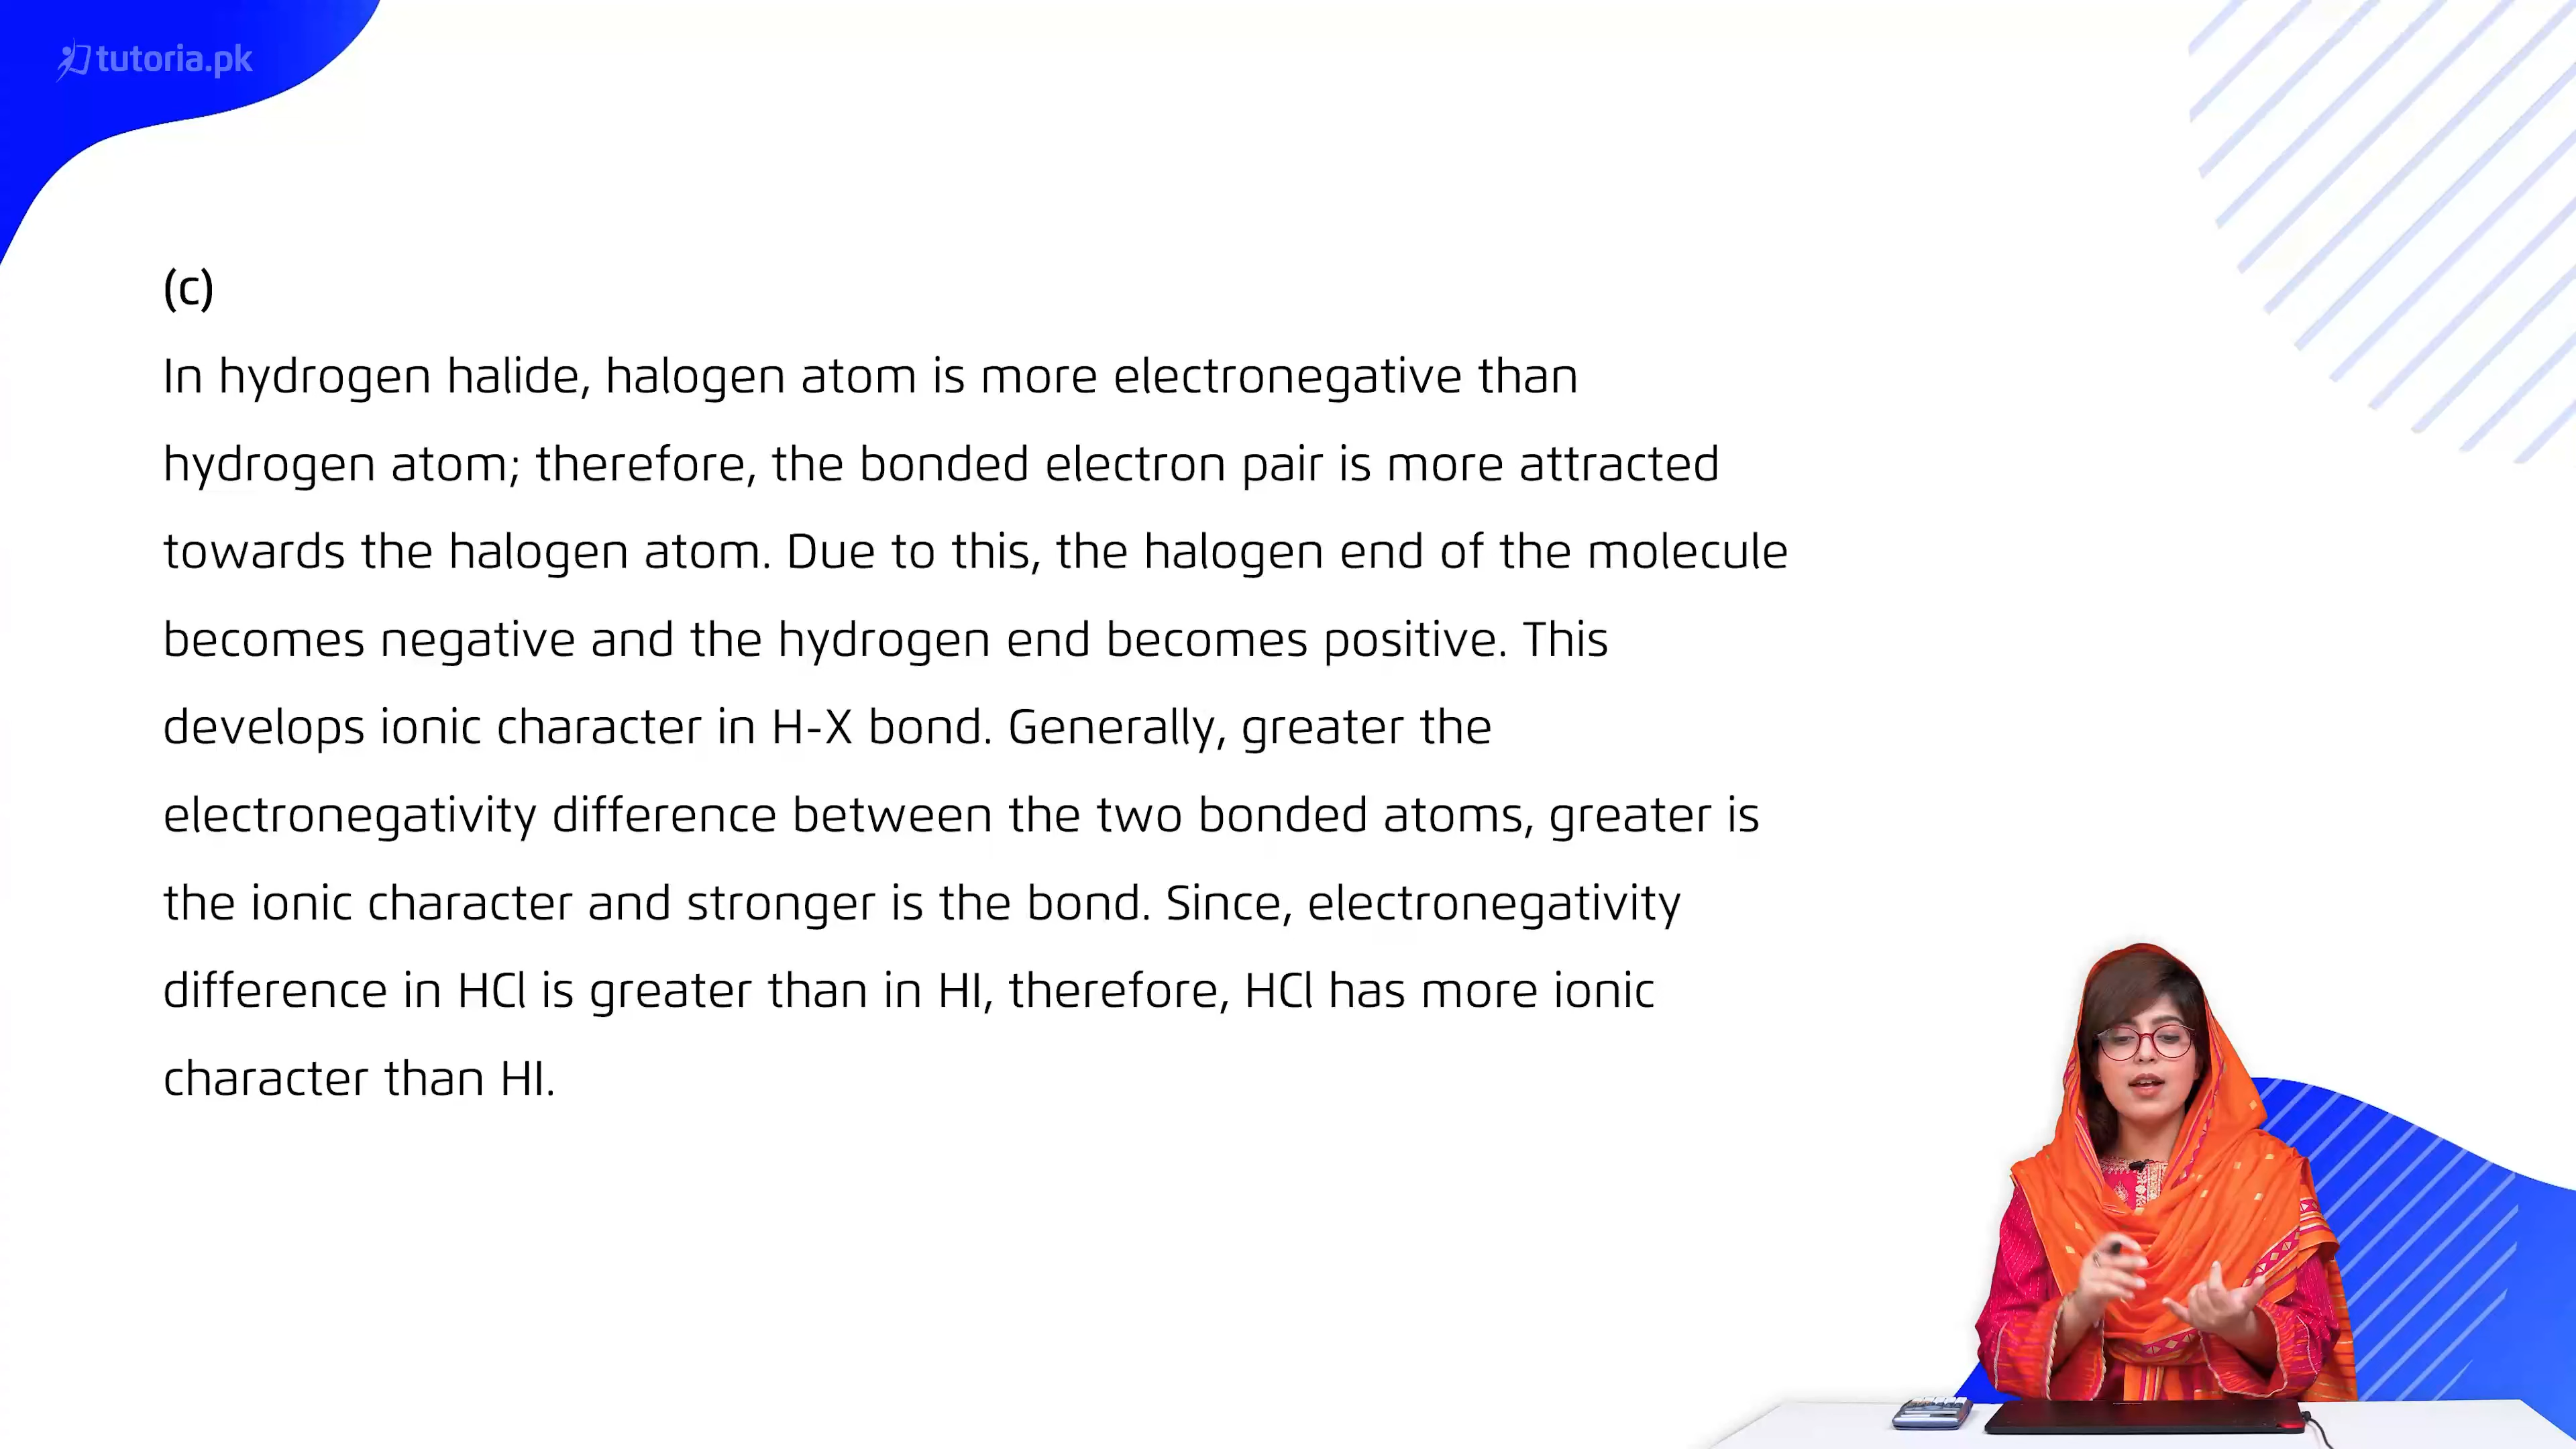 tutoria.pk
(c)
In hydrogen halide, halogen atom is more electronegative than
hydrogen atom; therefore, the bonded electron pair is more attracted
towards the halogen atom. Due to this, the halogen end of the molecule
becomes negative and the hydrogen end becomes positive. This
develops ionic character in H-X bond. Generally, greater the
electronegativity difference between the two bonded atoms, greater is
the ionic character and stronger is the bond. Since, electronegativity
difference in HCl is greater than in HI, therefore, HCl has more ionic
character than HI.